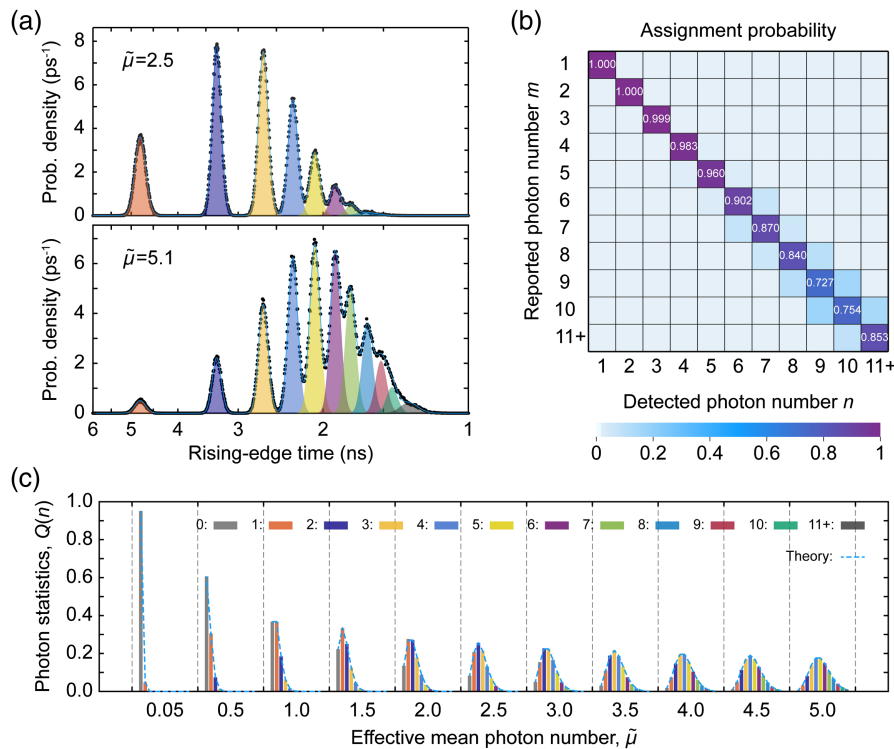 (a)
μ̃=2.5
Prob. density (ps⁻¹)
8
6
4
2
0
μ̃=5.1
Prob. density (ps⁻¹)
6
4
2
0
6 5 4 3 2 1
Rising-edge time (ns)
(b)
Assignment probability
Reported photon number m
1 1.000
2 1.000
3 0.999
4 0.983
5 0.960
6 0.902
7 0.870
8 0.840
9 0.727
10 0.754
11+ 0.853
1 2 3 4 5 6 7 8 9 10 11+
Detected photon number n
0 0.2 0.4 0.6 0.8 1
(c)
Photon statistics, Q(n)
1.0
0.8
0.6
0.4
0.2
0.0
0: 1: 2: 3: 4: 5: 6: 7: 8: 9: 10: 11+:
Theory:
0.05 0.5 1.0 1.5 2.0 2.5 3.0 3.5 4.0 4.5 5.0
Effective mean photon number, μ̃